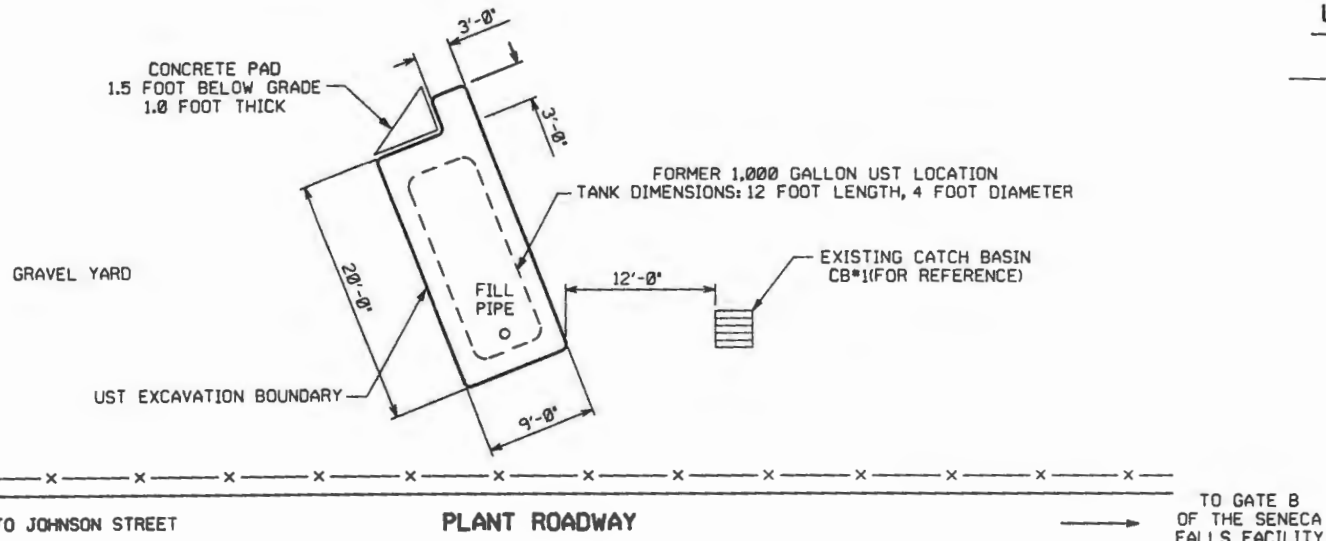 3'-0"
CONCRETE PAD
1.5 FOOT BELOW GRADE
1.0 FOOT THICK
3'-0"
FORMER 1,000 GALLON UST LOCATION
TANK DIMENSIONS: 12 FOOT LENGTH, 4 FOOT DIAMETER
GRAVEL YARD
20'-0"
FILL
PIPE
12'-0"
EXISTING CATCH BASIN
CB#1(FOR REFERENCE)
UST EXCAVATION BOUNDARY
9'-0"
TO JOHNSON STREET
PLANT ROADWAY
TO GATE B
OF THE SENECA
FALLS FACILITY